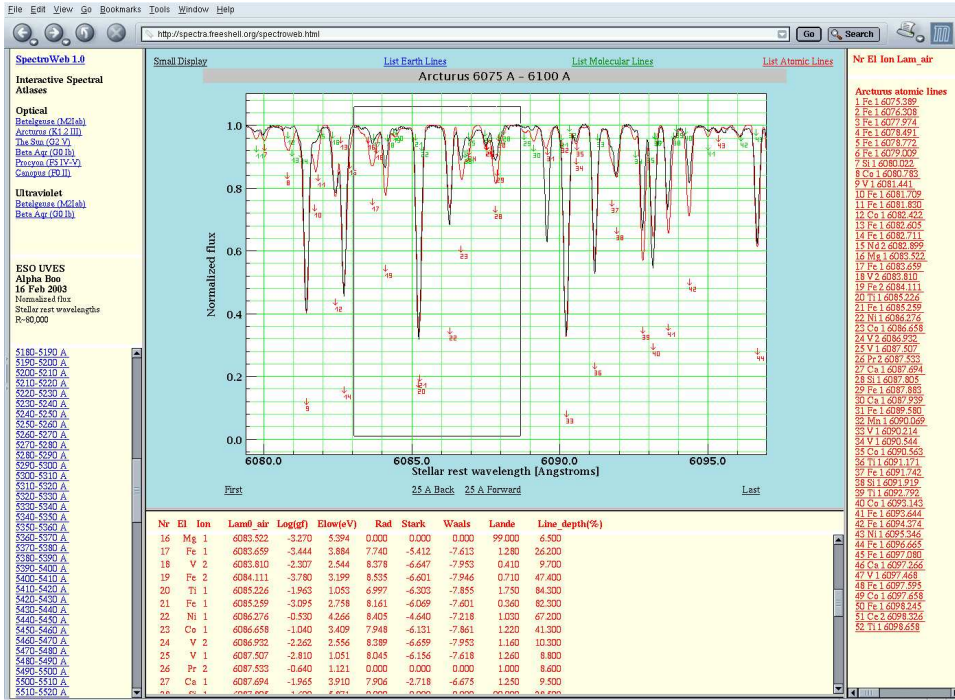 File Edit View Go Bookmarks Tools Window Help
http://spectra.freeshell.org/spectroweb.html
Go
Search
SpectroWeb 1.0
Interactive Spectral
Atlases
Optical
Betelgeuse (M2Iab)
Arcturus (K1.2 III)
The Sun (G2 V)
Beta Aqr (G0 Ib)
Procyon (F5 IV-V)
Canopus (F0 II)
Ultraviolet
Betelgeuse (M2Iab)
Beta Aqr (G0 Ib)
ESO UVES
Alpha Boo
16 Feb 2003
Normalized flux
Stellar rest wavelengths
R~80,000
5180-5190 A
5190-5200 A
5200-5210 A
5210-5220 A
5220-5230 A
5230-5240 A
5240-5250 A
5250-5260 A
5260-5270 A
5270-5280 A
5280-5290 A
5290-5300 A
5300-5310 A
5310-5320 A
5320-5330 A
5330-5340 A
5340-5350 A
5350-5360 A
5360-5370 A
5370-5380 A
5380-5390 A
5390-5400 A
5400-5410 A
5410-5420 A
5420-5430 A
5430-5440 A
5440-5450 A
5450-5460 A
5460-5470 A
5470-5480 A
5480-5490 A
5490-5500 A
5500-5510 A
5510-5520 A
Small Display List Earth Lines List Molecular Lines List Atomic Lines
Arcturus 6075 A - 6100 A
Normalized flux
1.0
0.8
0.6
0.4
0.2
0.0
6080.0 6085.0 6090.0 6095.0
Stellar rest wavelength [Angstroms]
First 25 A Back 25 A Forward Last
Nr El Ion Lam0_air Log(gf) Elow(eV) Rad Stark Waals Lande Line_depth(%)
16 Mg 1 6083.522 -3.270 5.394 0.000 0.000 0.000 99.000 6.500
17 Fe 1 6083.659 -3.444 3.884 7.740 -5.412 -7.613 1.280 26.200
18 V 2 6083.810 -2.307 2.544 8.378 -6.647 -7.953 0.410 9.700
19 Fe 2 6084.111 -3.780 3.199 8.535 -6.601 -7.946 0.710 47.400
20 Ti 1 6085.226 -1.963 1.053 6.997 -6.303 -7.855 1.750 84.300
21 Fe 1 6085.259 -3.095 2.758 8.161 -6.069 -7.601 0.360 82.300
22 Ni 1 6086.276 -0.530 4.266 8.405 -4.640 -7.218 1.030 67.200
23 Co 1 6086.658 -1.040 3.409 7.948 -6.131 -7.861 1.220 41.300
24 V 2 6086.932 -2.262 2.556 8.389 -6.659 -7.953 1.160 10.300
25 V 1 6087.507 -2.810 1.051 8.045 -6.156 -7.618 1.260 8.800
26 Pr 2 6087.533 -0.640 1.121 0.000 0.000 0.000 1.000 8.600
27 Ca 1 6087.694 -1.965 3.910 7.906 -2.718 -6.675 1.250 9.500
Nr El Ion Lam_air
Arcturus atomic lines
1 Fe 1 6075.389
2 Fe 1 6076.308
3 Fe 1 6077.974
4 Fe 1 6078.491
5 Fe 1 6078.772
6 Fe 1 6079.009
7 Si 1 6080.022
8 Co 1 6080.783
9 V 1 6081.441
10 Fe 1 6081.709
11 Fe 1 6081.830
12 Co 1 6082.422
13 Fe 1 6082.605
14 Fe 1 6082.711
15 Nd 2 6082.899
16 Mg 1 6083.522
17 Fe 1 6083.659
18 V 2 6083.810
19 Fe 2 6084.111
20 Ti 1 6085.226
21 Fe 1 6085.259
22 Ni 1 6086.276
23 Co 1 6086.658
24 V 2 6086.932
25 V 1 6087.507
26 Pr 2 6087.533
27 Ca 1 6087.694
28 Si 1 6087.805
29 Fe 1 6087.883
30 Ca 1 6087.939
31 Fe 1 6089.580
32 Mn 1 6090.069
33 V 1 6090.214
34 V 1 6090.544
35 Co 1 6090.563
36 Ti 1 6091.171
37 Fe 1 6091.742
38 Si 1 6091.919
39 Ti 1 6092.792
40 Co 1 6093.143
41 Fe 1 6093.644
42 Fe 1 6094.374
43 Ni 1 6095.346
44 Fe 1 6096.665
45 Fe 1 6097.080
46 Ca 1 6097.266
47 V 1 6097.468
48 Fe 1 6097.595
49 Co 1 6097.658
50 Fe 1 6098.245
51 Ce 2 6098.326
52 Ti 1 6098.658